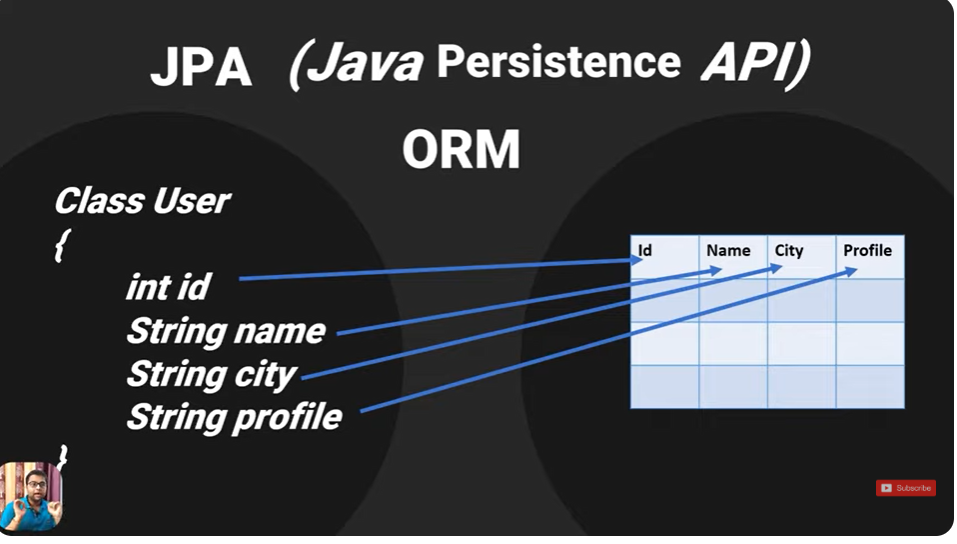 JPA (Java Persistence API)
ORM
Class User
{
int id
String name
String city
String profile
}
Id Name City Profile
Subscribe